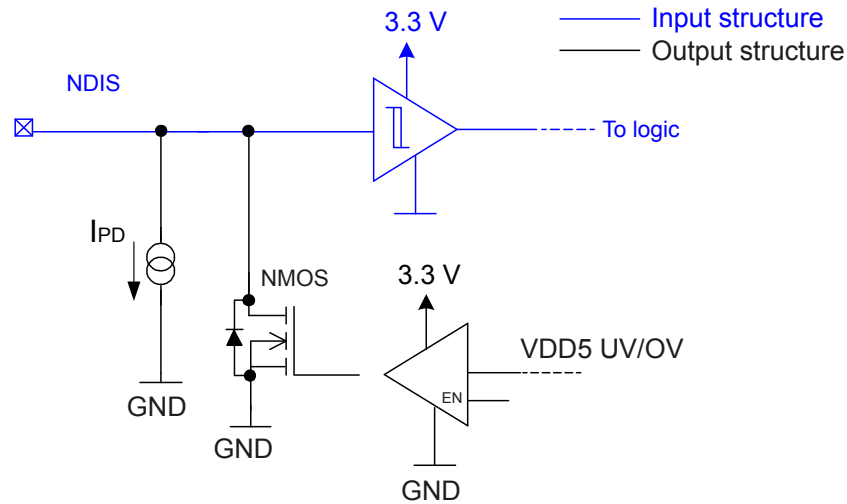 3.3 V
Input structure
Output structure
NDIS
To logic
IPD
NMOS
3.3 V
VDD5 UV/OV
EN
GND
GND
GND